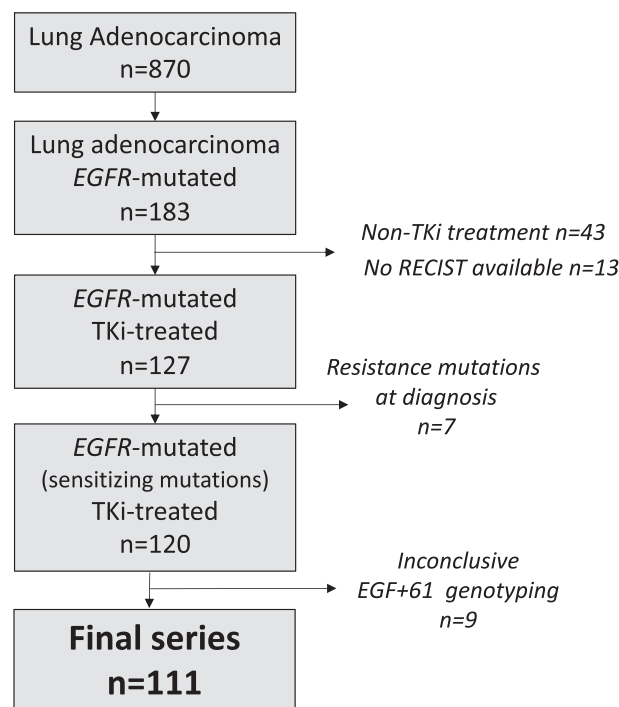 Lung Adenocarcinoma
n=870
Lung adenocarcinoma
EGFR-mutated
n=183
Non-TKi treatment n=43
No RECIST available n=13
EGFR-mutated
TKi-treated
n=127
Resistance mutations
at diagnosis
n=7
EGFR-mutated
(sensitizing mutations)
TKi-treated
n=120
Inconclusive
EGF+61 genotyping
n=9
Final series
n=111